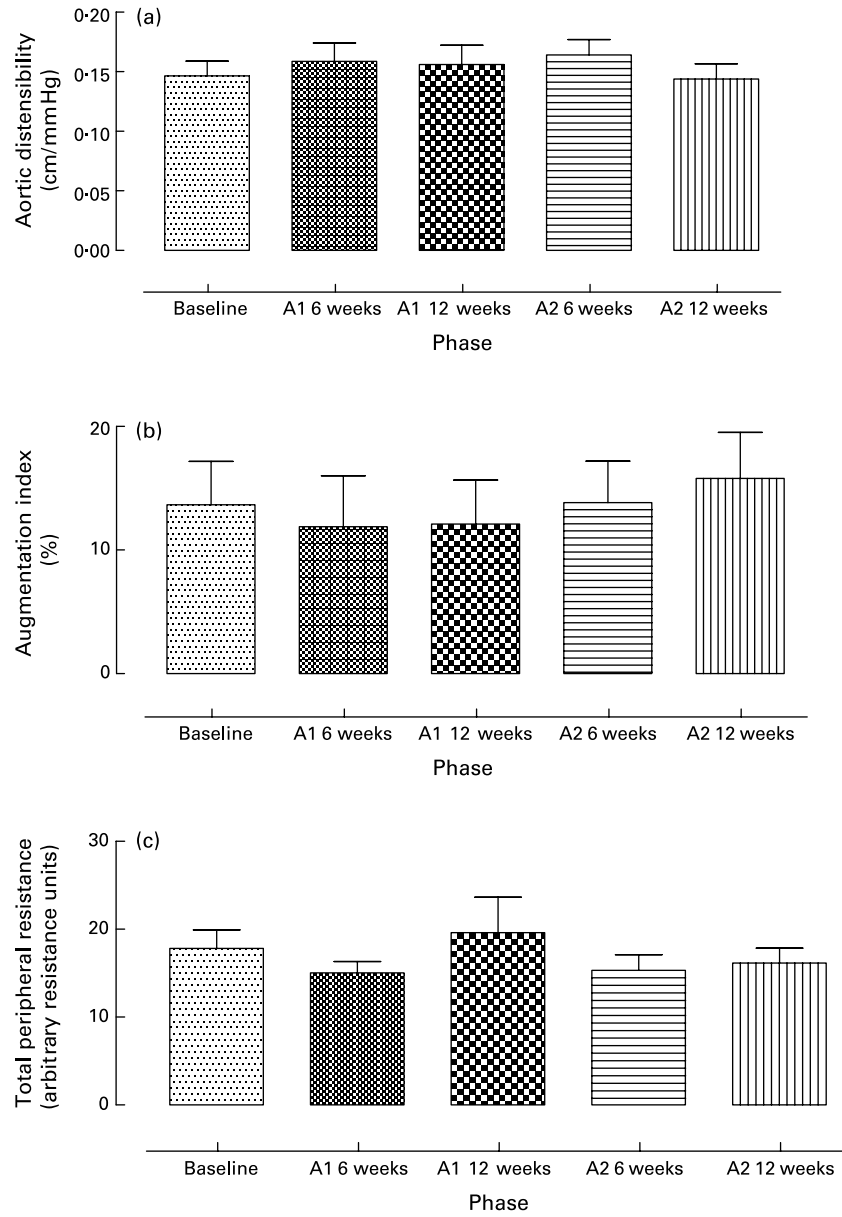 (a)
Aortic distensibility
(cm/mmHg)
0·20
0·15
0·10
0·05
0·00
Baseline
A1 6 weeks
A1 12 weeks
A2 6 weeks
A2 12 weeks
Phase
(b)
Augmentation index
(%)
20
10
0
Baseline
A1 6 weeks
A1 12 weeks
A2 6 weeks
A2 12 weeks
Phase
(c)
Total peripheral resistance
(arbitrary resistance units)
30
20
10
0
Baseline
A1 6 weeks
A1 12 weeks
A2 6 weeks
A2 12 weeks
Phase